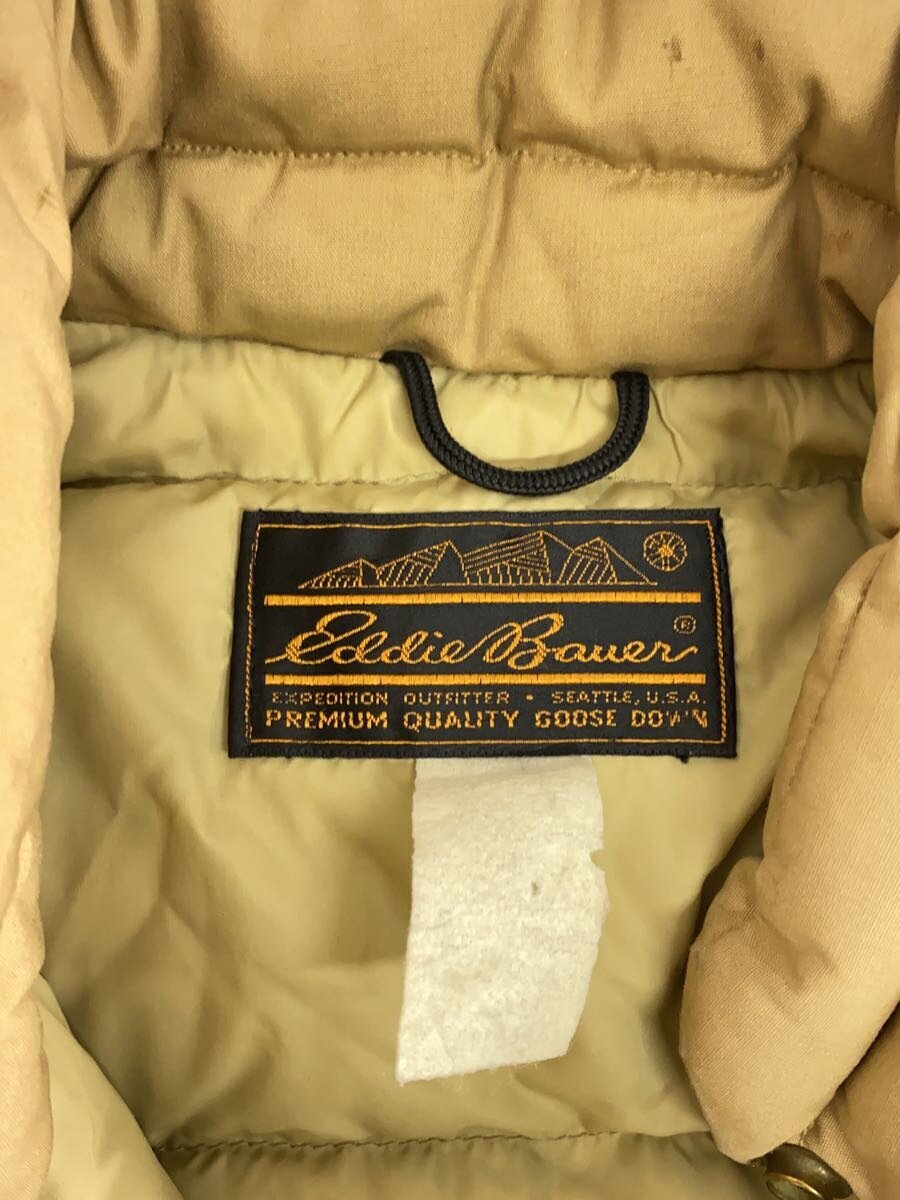 Eddie Bauer®
EXPEDITION OUTFITTER • SEATTLE, U.S.A
PREMIUM QUALITY GOOSE DOWN